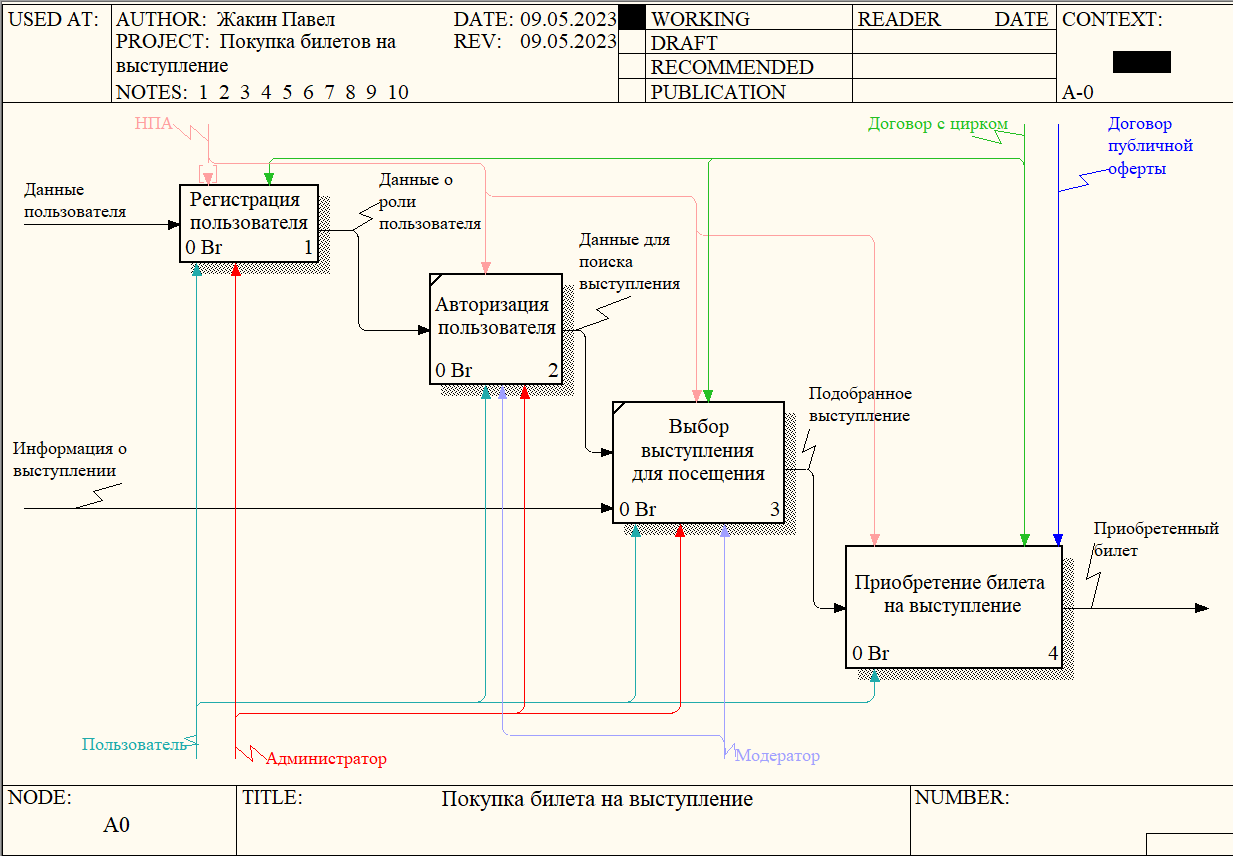 USED AT:
AUTHOR: Жакин Павел
DATE: 09.05.2023
PROJECT: Покупка билетов на
выступление
REV: 09.05.2023
NOTES: 1 2 3 4 5 6 7 8 9 10
WORKING
DRAFT
RECOMMENDED
PUBLICATION
READER DATE
CONTEXT:
A-0
НПА
Договор с цирком
Договор
публичной
оферты
Данные
пользователя
Регистрация
пользователя
0 Br 1
Данные о
роли
пользователя
Авторизация
пользователя
0 Br 2
Данные для
поиска
выступления
Информация о
выступлении
Выбор
выступления
для посещения
0 Br 3
Подобранное
выступление
Приобретение билета
на выступление
0 Br 4
Приобретенный
билет
Пользователь
Администратор
Модератор
NODE:
A0
TITLE:
Покупка билета на выступление
NUMBER: